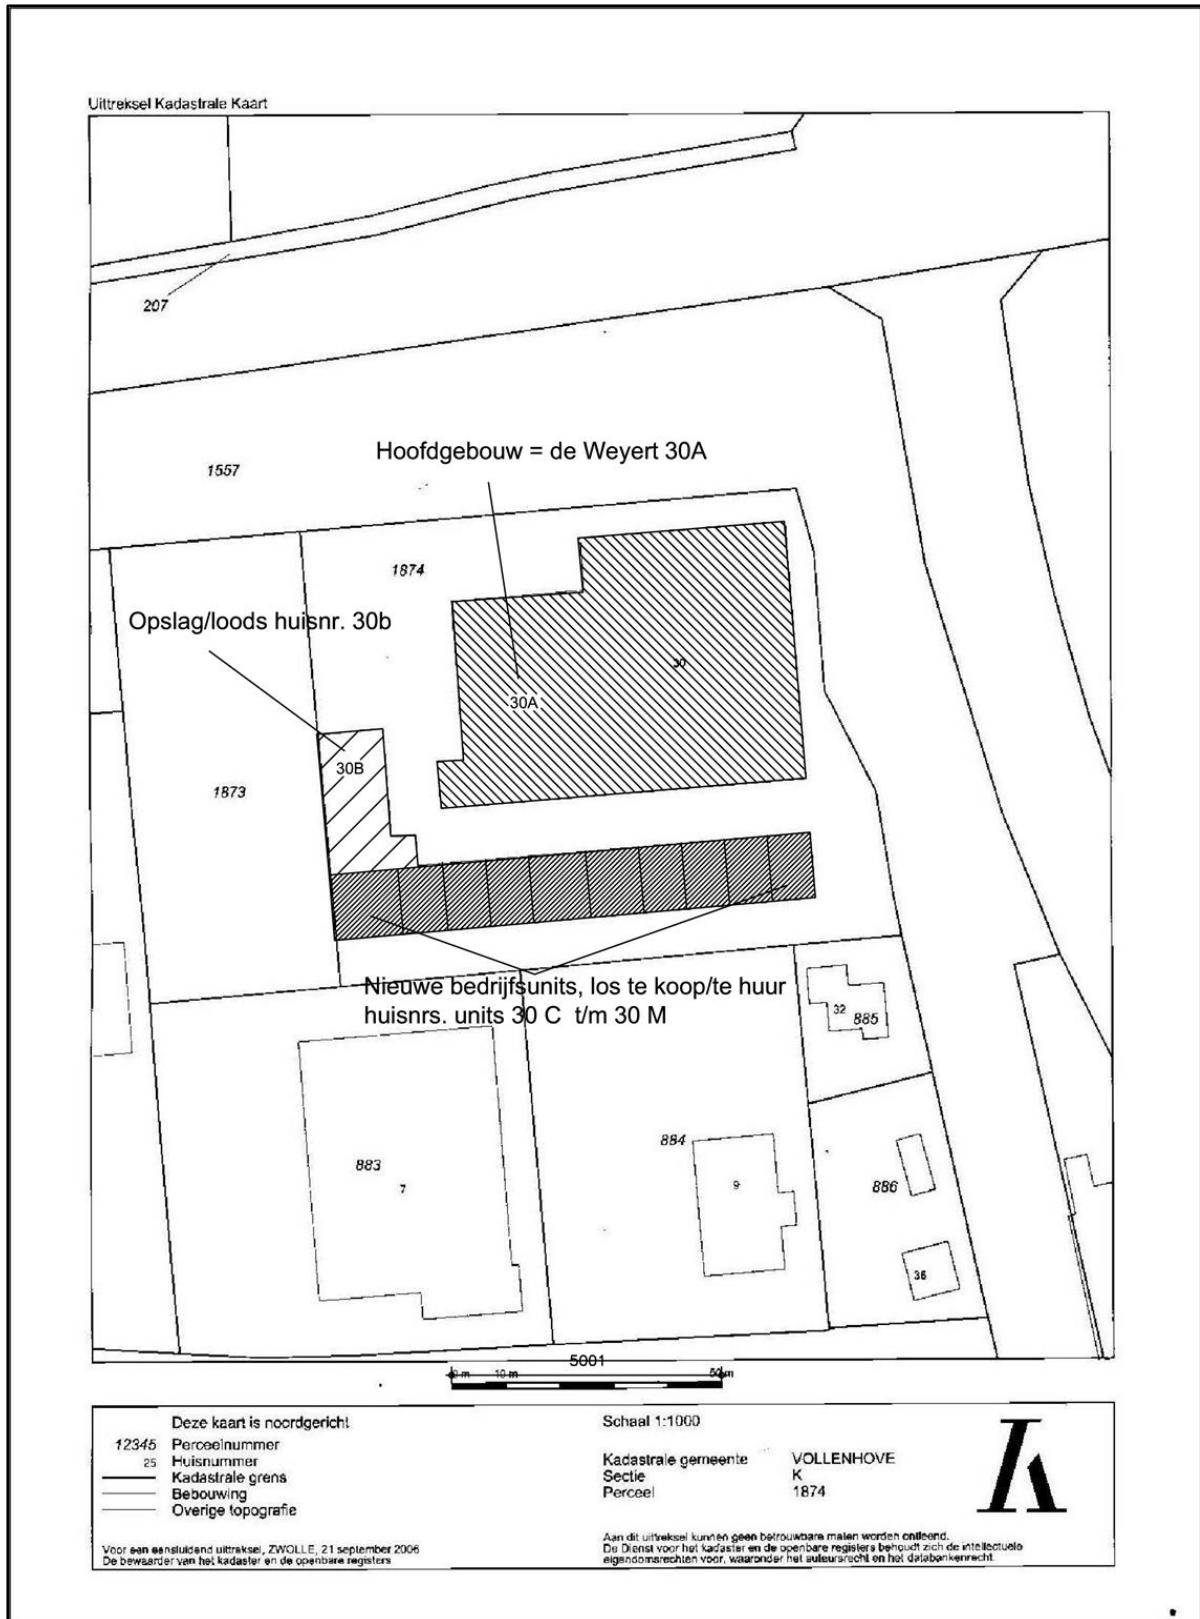 Uittreksel Kadastrale Kaart
207
1557
Hoofdgebouw = de Weyert 30A
1874
Opslag/loods huisnr. 30b
30
30A
30B
1873
Nieuwe bedrijfsunits, los te koop/te huur
huisnrs. units 30 C t/m 30 M
32
885
884
883
7
9
886
36
5001
0 m 10 m 50 m
Deze kaart is noordgericht
12345 Perceelnummer
25 Huisnummer
Kadastrale grens
Bebouwing
Overige topografie
Voor een eensluidend uittreksel, ZWOLLE, 21 september 2006
De bewaarder van het kadaster en de openbare registers
Schaal 1:1000
Kadastrale gemeente VOLLENHOVE
Sectie K
Perceel 1874
Aan dit uittreksel kunnen geen betrouwbare maten worden ontleend.
De Dienst voor het kadaster en de openbare registers behoudt zich de intellectuele
eigendomsrechten voor, waaronder het auteursrecht en het databankenrecht.